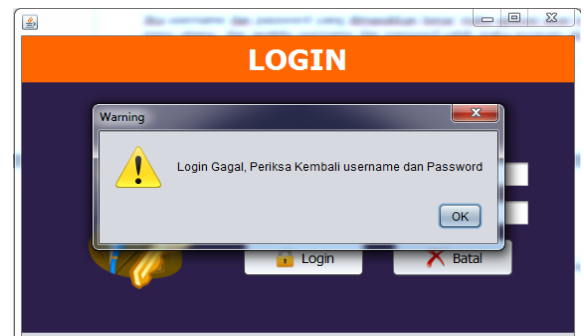 LOGIN
Warning
Login Gagal, Periksa Kembali username dan Password
OK
Login
Batal